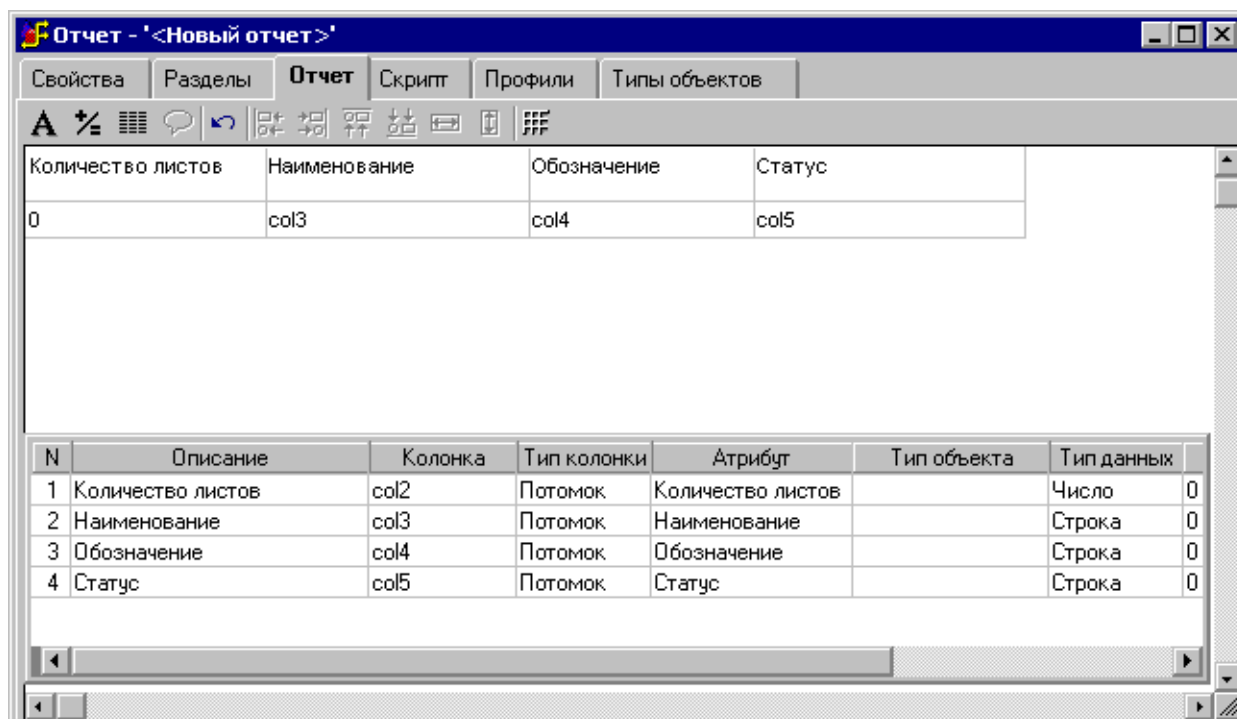 Отчет - '<Новый отчет>'
Свойства Разделы Отчет Скрипт Профили Типы объектов
Количество листов Наименование Обозначение Статус
0 col3 col4 col5
N Описание Колонка Тип колонки Атрибут Тип объекта Тип данных
1 Количество листов col2 Потомок Количество листов Число 0
2 Наименование col3 Потомок Наименование Строка 0
3 Обозначение col4 Потомок Обозначение Строка 0
4 Статус col5 Потомок Статус Строка 0